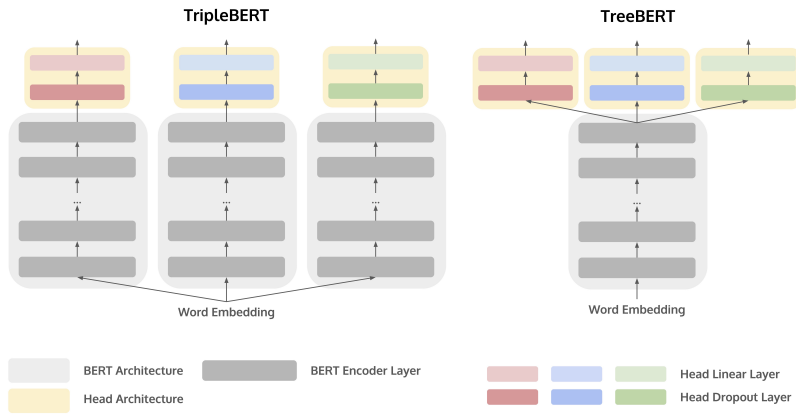 TripleBERT
TreeBERT
...
...
...
...
Word Embedding
Word Embedding
BERT Architecture
BERT Encoder Layer
Head Architecture
Head Linear Layer
Head Dropout Layer